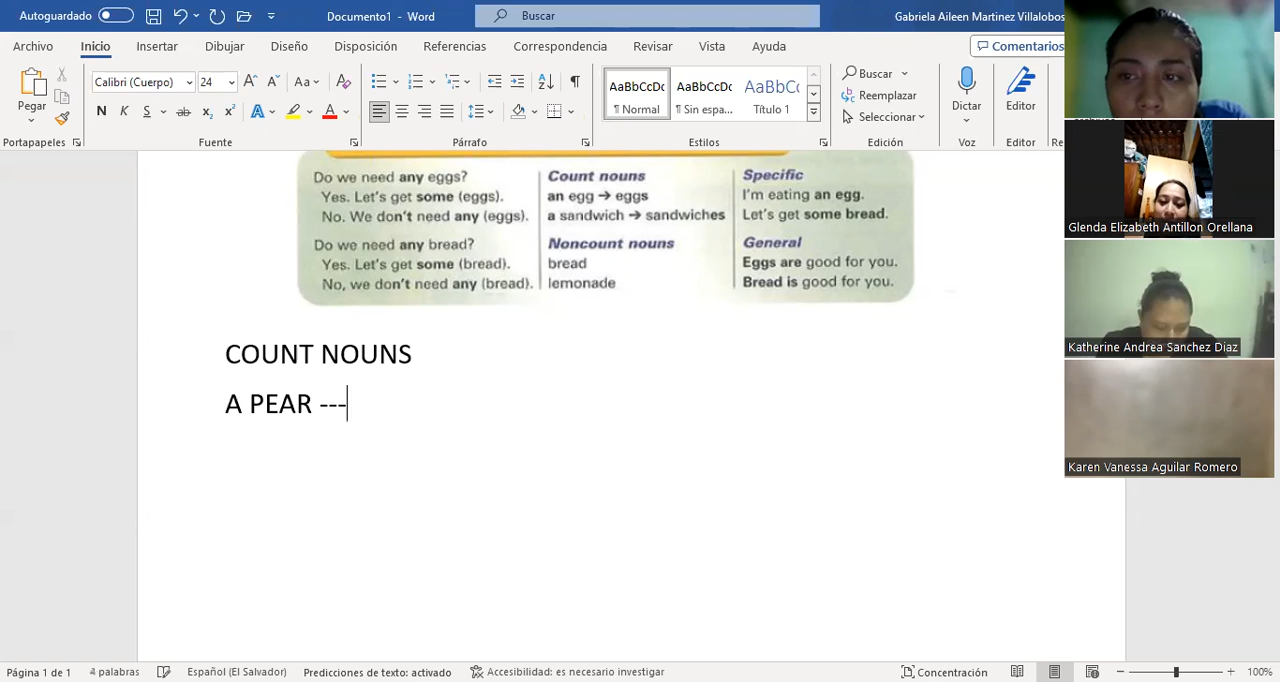 Autoguardado
Documento1 - Word
Buscar
Gabriela Aileen Martinez Villalobos
Archivo Inicio Insertar Dibujar Diseño Disposición Referencias Correspondencia Revisar Vista Ayuda Comentarios
Pegar
Calibri (Cuerpo) 24
AaBbCcDc AaBbCcDc AaBbC
¶ Normal ¶ Sin espa... Título 1
Buscar
Reemplazar
Seleccionar
Dictar
Editor
Portapapeles Fuente Párrafo Estilos Edición Voz Editor Re
Do we need any eggs?
Yes. Let's get some (eggs).
No. We don't need any (eggs).
Do we need any bread?
Yes. Let's get some (bread).
No, we don't need any (bread).
Count nouns
an egg → eggs
a sandwich → sandwiches
Noncount nouns
bread
lemonade
Specific
I'm eating an egg.
Let's get some bread.
General
Eggs are good for you.
Bread is good for you.
COUNT NOUNS
A PEAR ---
Glenda Elizabeth Antillon Orellana
Katherine Andrea Sanchez Diaz
Karen Vanessa Aguilar Romero
Página 1 de 1 4 palabras Español (El Salvador) Predicciones de texto: activado Accesibilidad: es necesario investigar Concentración 100%